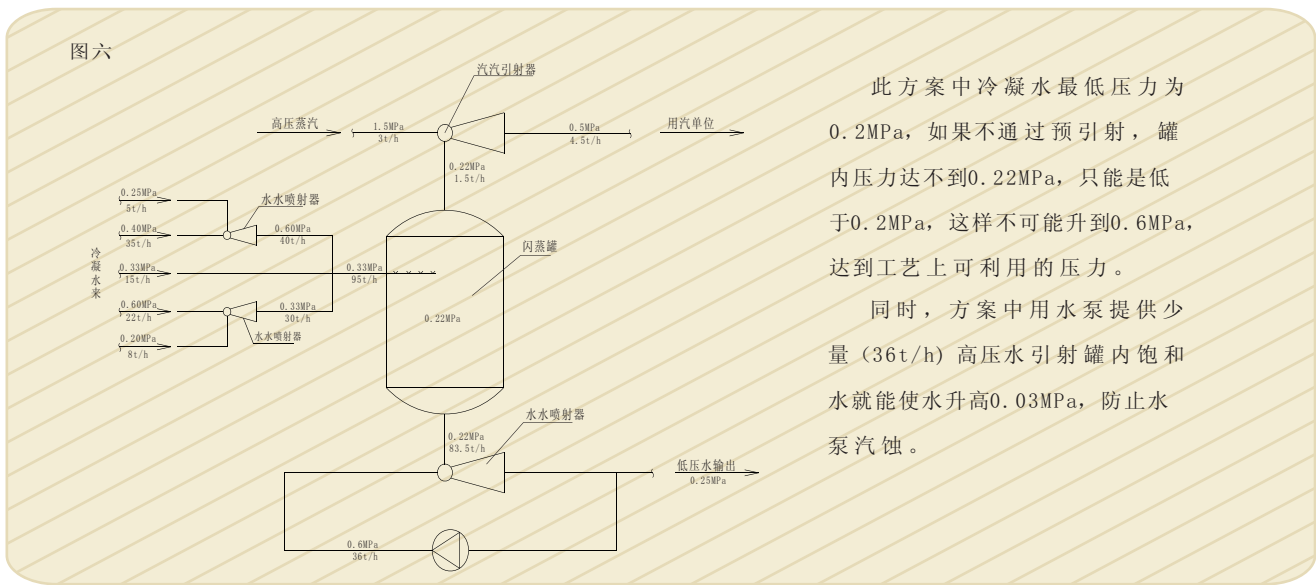 图六
汽汽引射器
高压蒸汽
1.5MPa
3t/h
0.5MPa
4.5t/h
用汽单位
0.22MPa
1.5t/h
0.25MPa
5t/h
水水喷射器
0.40MPa
35t/h
0.60MPa
40t/h
冷凝水来
0.33MPa
15t/h
0.33MPa
95t/h
闪蒸罐
0.60MPa
22t/h
0.33MPa
30t/h
0.22MPa
水水喷射器
0.20MPa
8t/h
水水喷射器
0.22MPa
83.5t/h
低压水输出
0.25MPa
0.6MPa
36t/h
此方案中冷凝水最低压力为
0.2MPa，如果不通过预引射，罐
内压力达不到0.22MPa，只能是低
于0.2MPa，这样不可能升到0.6MPa，
达到工艺上可利用的压力。
同时，方案中用水泵提供少
量（36t/h）高压水引射罐内饱和
水就能使水升高0.03MPa，防止水
泵汽蚀。